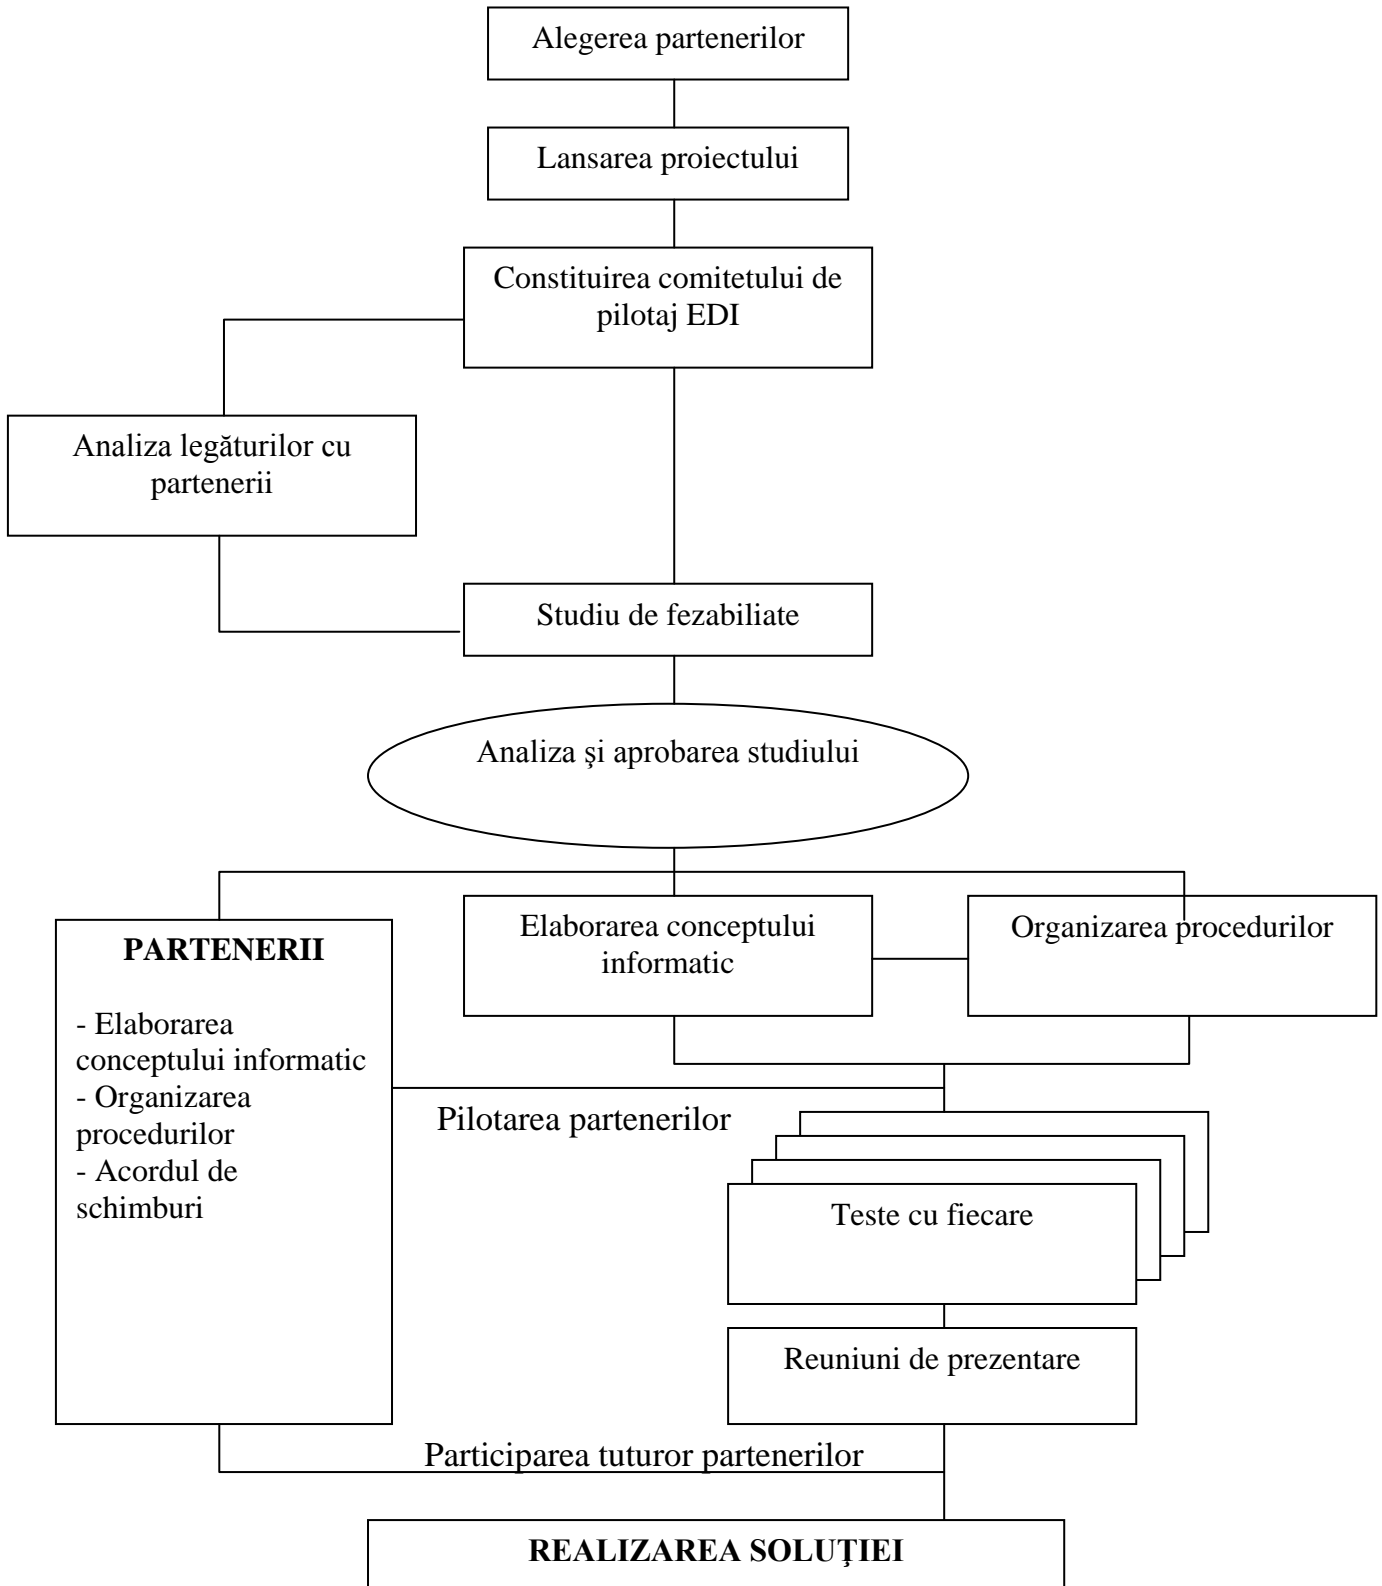 Alegerea partenerilor
Lansarea proiectului
Constituirea comitetului de
pilotaj EDI
Analiza legăturilor cu
partenerii
Studiu de fezabiliate
Analiza şi aprobarea studiului
PARTENERII
- Elaborarea
conceptului informatic
- Organizarea
procedurilor
- Acordul de
schimburi
Elaborarea conceptului
informatic
Organizarea procedurilor
Pilotarea partenerilor
Teste cu fiecare
Reuniuni de prezentare
Participarea tuturor partenerilor
REALIZAREA SOLUŢIEI